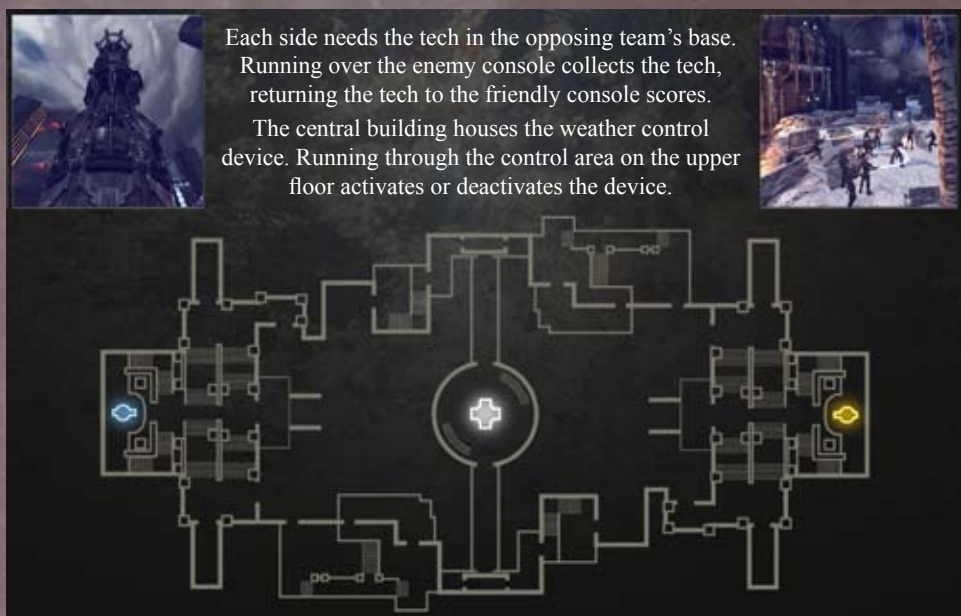 Each side needs the tech in the opposing team’s base.
Running over the enemy console collects the tech,
returning the tech to the friendly console scores.
The central building houses the weather control
device. Running through the control area on the upper
floor activates or deactivates the device.